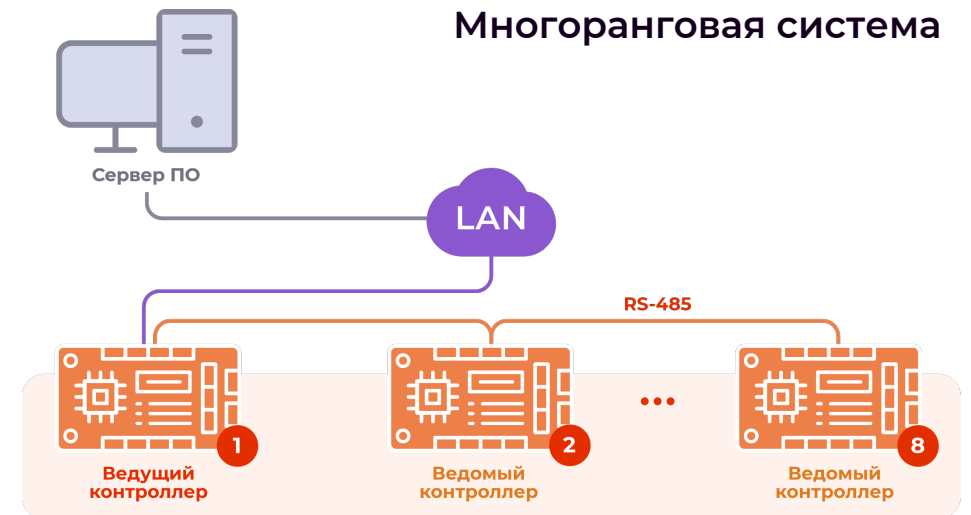 Многоранговая система
Сервер ПО
LAN
RS-485
1
2
8
Ведущий
контроллер
Ведомый
контроллер
Ведомый
контроллер